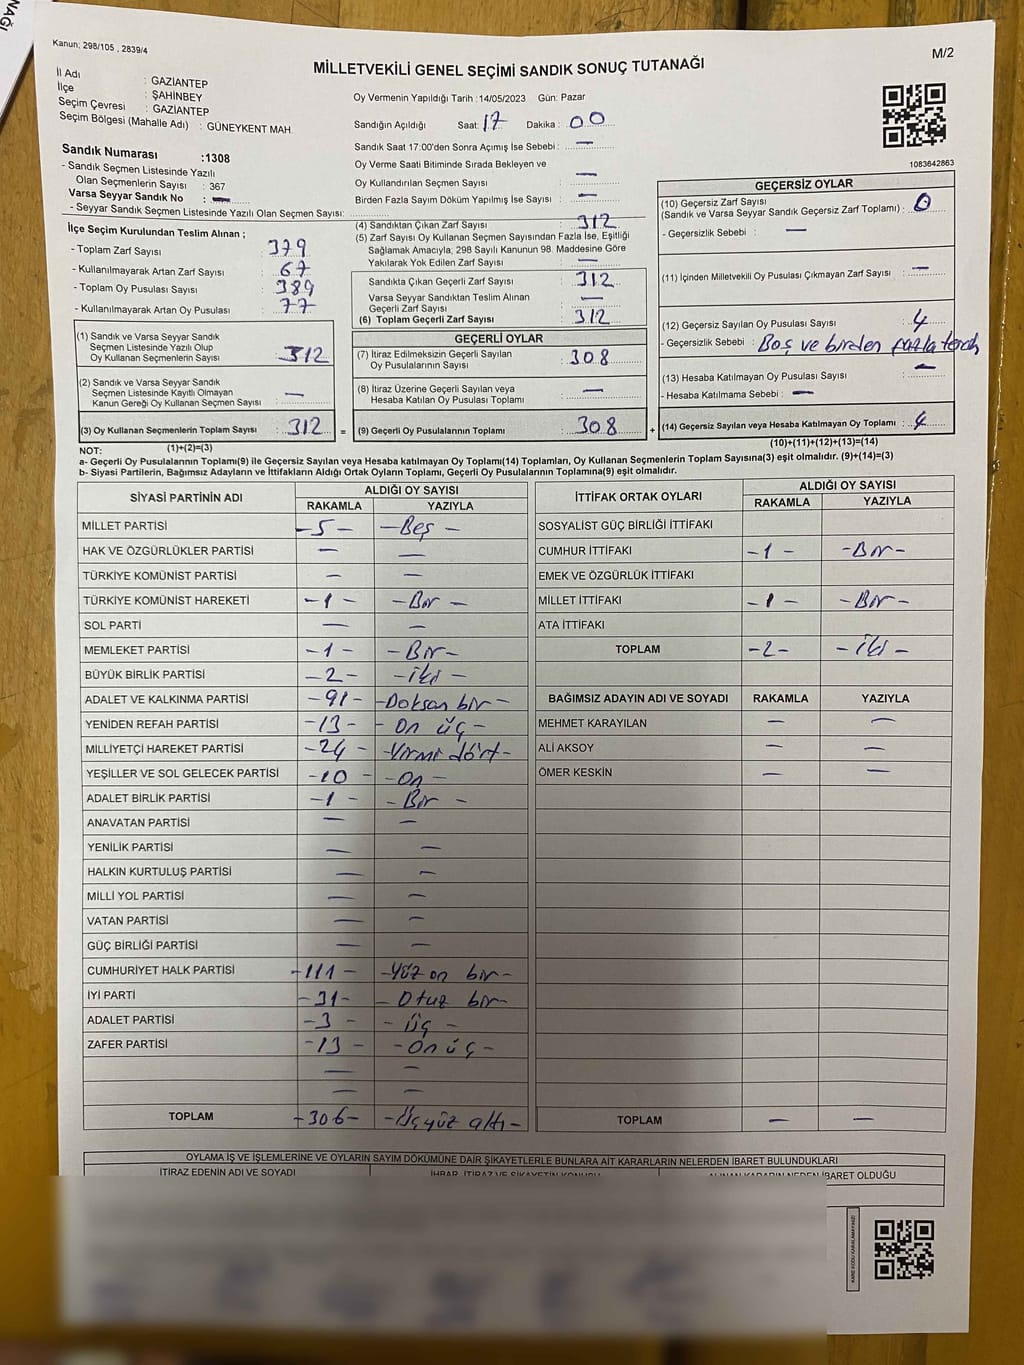 NAĞI
Kanun; 298/105 , 2839/4
M/2
MİLLETVEKİLİ GENEL SEÇİMİ SANDIK SONUÇ TUTANAĞI
İl Adı : GAZİANTEP
İlçe : ŞAHİNBEY
Seçim Çevresi : GAZİANTEP
Seçim Bölgesi (Mahalle Adı) : GÜNEYKENT MAH.
Sandık Numarası :1308
- Sandık Seçmen Listesinde Yazılı
Olan Seçmenlerin Sayısı : 367
Varsa Seyyar Sandık No : —
- Seyyar Sandık Seçmen Listesinde Yazılı Olan Seçmen Sayısı:
Oy Vermenin Yapıldığı Tarih :14/05/2023 Gün: Pazar
Sandığın Açıldığı Saat: 17 Dakika : 00
Sandık Saat 17:00'den Sonra Açımış İse Sebebi : —
Oy Verme Saati Bitiminde Sırada Bekleyen ve
Oy Kullandırılan Seçmen Sayısı : —
Birden Fazla Sayım Döküm Yapılmış İse Sayısı : —
1083642863
İlçe Seçim Kurulundan Teslim Alınan ;
- Toplam Zarf Sayısı : 379
- Kullanılmayarak Artan Zarf Sayısı : 67
- Toplam Oy Pusulası Sayısı : 389
- Kullanılmayarak Artan Oy Pusulası : 77
(1) Sandık ve Varsa Seyyar Sandık
Seçmen Listesinde Yazılı Olup
Oy Kullanan Seçmenlerin Sayısı : 312
(2) Sandık ve Varsa Seyyar Sandık
Seçmen Listesinde Kayıtlı Olmayan
Kanun Gereği Oy Kullanan Seçmen Sayısı : —
(3) Oy Kullanan Seçmenlerin Toplam Sayısı : 312 =
(4) Sandıktan Çıkan Zarf Sayısı : 312
(5) Zarf Sayısı Oy Kullanan Seçmen Sayısından Fazla İse, Eşitliği
Sağlamak Amacıyla, 298 Sayılı Kanunun 98. Maddesine Göre
Yakılarak Yok Edilen Zarf Sayısı : —
Sandıkta Çıkan Geçerli Zarf Sayısı : 312
Varsa Seyyar Sandıktan Teslim Alınan
Geçerli Zarf Sayısı : —
(6) Toplam Geçerli Zarf Sayısı : 312
GEÇERLİ OYLAR
(7) İtiraz Edilmeksizin Geçerli Sayılan
Oy Pusulalarının Sayısı : 308
(8) İtiraz Üzerine Geçerli Sayılan veya
Hesaba Katılan Oy Pusulası Toplamı : —
(9) Geçerli Oy Pusulalarının Toplamı : 308 +
GEÇERSİZ OYLAR
(10) Geçersiz Zarf Sayısı
(Sandık ve Varsa Seyyar Sandık Geçersiz Zarf Toplamı) : 0
- Geçersizlik Sebebi : —
(11) İçinden Milletvekili Oy Pusulası Çıkmayan Zarf Sayısı : —
(12) Geçersiz Sayılan Oy Pusulası Sayısı : 4
- Geçersizlik Sebebi : Boş ve birden fazla tercih
(13) Hesaba Katılmayan Oy Pusulası Sayısı : —
- Hesaba Katılmama Sebebi : —
(14) Geçersiz Sayılan veya Hesaba Katılmayan Oy Toplamı : 4
NOT: (1)+(2)=(3) (10)+(11)+(12)+(13)=(14)
a- Geçerli Oy Pusulalarının Toplamı(9) ile Geçersiz Sayılan veya Hesaba katılmayan Oy Toplamı(14) Toplamları, Oy Kullanan Seçmenlerin Toplam Sayısına(3) eşit olmalıdır. (9)+(14)=(3)
b- Siyasi Partilerin, Bağımsız Adayların ve İttifakların Aldığı Ortak Oyların Toplamı, Geçerli Oy Pusulalarının Toplamına(9) eşit olmalıdır.
SİYASİ PARTİNİN ADI ALDIĞI OY SAYISI
RAKAMLA YAZIYLA
MİLLET PARTİSİ -5- -Beş-
HAK VE ÖZGÜRLÜKLER PARTİSİ — —
TÜRKİYE KOMÜNİST PARTİSİ — —
TÜRKİYE KOMÜNİST HAREKETİ -1- -Bir-
SOL PARTİ — —
MEMLEKET PARTİSİ -1- -Bir-
BÜYÜK BİRLİK PARTİSİ -2- -iki-
ADALET VE KALKINMA PARTİSİ -91- -Doksan bir-
YENİDEN REFAH PARTİSİ -13- -On üç-
MİLLİYETÇİ HAREKET PARTİSİ -24- -Yirmi dört-
YEŞİLLER VE SOL GELECEK PARTİSİ -10- -On-
ADALET BİRLİK PARTİSİ -1- -Bir-
ANAVATAN PARTİSİ — —
YENİLİK PARTİSİ — —
HALKIN KURTULUŞ PARTİSİ — —
MİLLİ YOL PARTİSİ — —
VATAN PARTİSİ — —
GÜÇ BİRLİĞİ PARTİSİ — —
CUMHURİYET HALK PARTİSİ -111- -Yüz on bir-
İYİ PARTİ -31- -Otuz bir-
ADALET PARTİSİ -3- -Üç-
ZAFER PARTİSİ -13- -On üç-
— —
— —
TOPLAM -306- -Üçyüz altı-
İTTİFAK ORTAK OYLARI ALDIĞI OY SAYISI
RAKAMLA YAZIYLA
SOSYALİST GÜÇ BİRLİĞİ İTTİFAKI
CUMHUR İTTİFAKI -1- -Bir-
EMEK VE ÖZGÜRLÜK İTTİFAKI
MİLLET İTTİFAKI -1- -Bir-
ATA İTTİFAKI
TOPLAM -2- -iki-
BAĞIMSIZ ADAYIN ADI VE SOYADI RAKAMLA YAZIYLA
MEHMET KARAYILAN — —
ALİ AKSOY — —
ÖMER KESKİN — —
TOPLAM — —
OYLAMA İŞ VE İŞLEMLERİNE VE OYLARIN SAYIM DÖKÜMÜNE DAİR ŞİKAYETLERLE BUNLARA AİT KARARLARIN NELERDEN İBARET BULUNDUKLARI
İTİRAZ EDENİN ADI VE SOYADI İHBAR, İTİRAZ VE ŞİKAYETİN KONUSU ALINAN KARARIN NEDEN İBARET OLDUĞU
KARE KODU KARALAMAYINIZ!